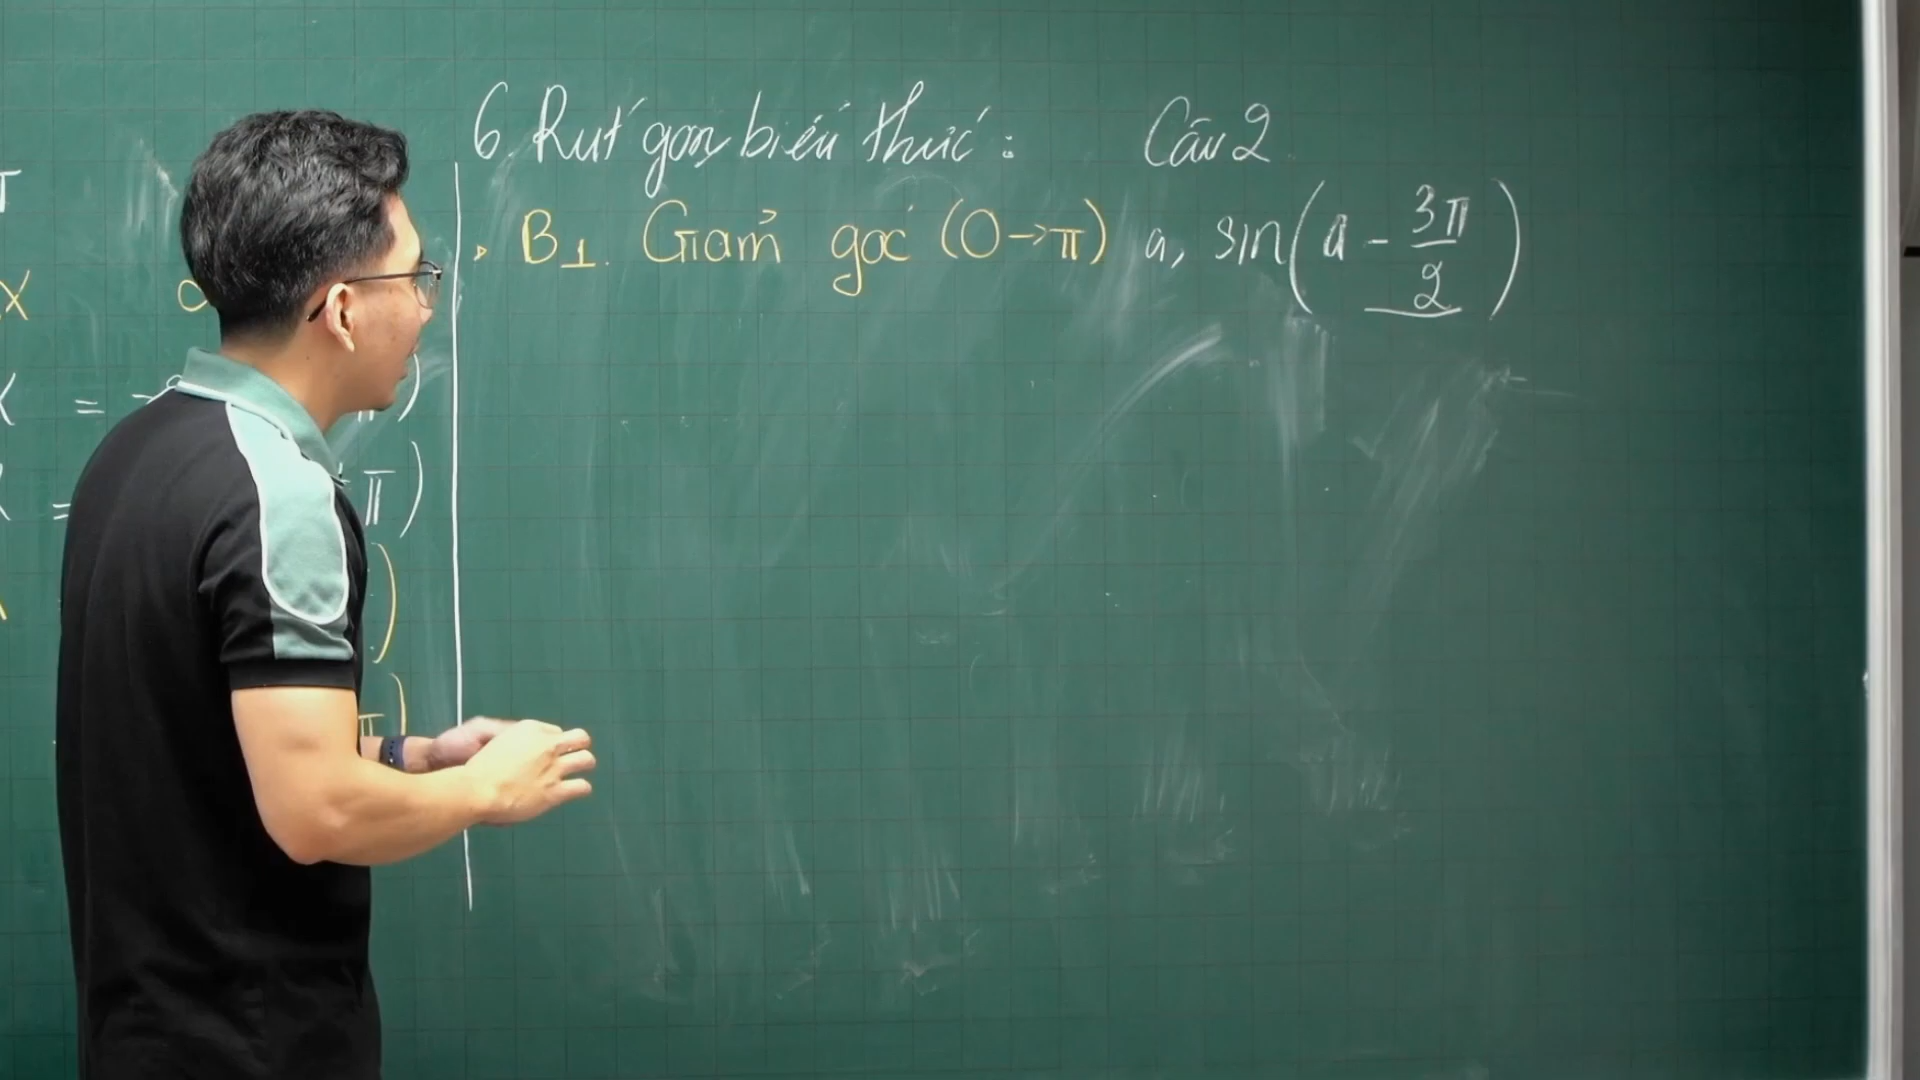 6. Rút gọn biểu thức : Câu 2
. B1. Giảm góc (0→π) a, sin(a - 3π/2)
X
=
π)
=
π)
)
π)